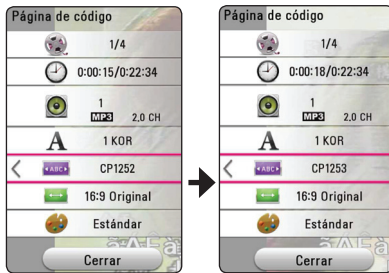 Página de código
1/4
0:00:15/0:22:34
1
MP3 2,0 CH
A 1 KOR
ABC CP1252
16:9 Original
Estándar
Cerrar
Página de código
1/4
0:00:18/0:22:34
1
MP3 2,0 CH
A 1 KOR
ABC CP1253
16:9 Original
Estándar
Cerrar